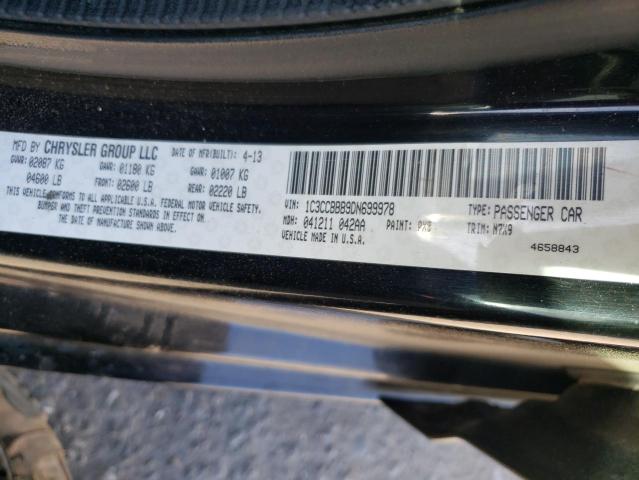 MFD BY CHRYSLER GROUP LLC DATE OF MFR(BUILT): 4-13
GVWR: 02087 KG GAWR: 01180 KG GAWR: 01007 KG
04600 LB FRONT: 02600 LB REAR: 02220 LB
THIS VEHICLE CONFORMS TO ALL APPLICABLE U.S.A. FEDERAL MOTOR VEHICLE SAFETY,
BUMPER AND THEFT PREVENTION STANDARDS IN EFFECT ON
THE DATE OF MANUFACTURE SHOWN ABOVE.
VIN: 1C3CCBBB9DN699978 TYPE: PASSENGER CAR
MDH: 041211 042AA PAINT: TRIM: N7X9
VEHICLE MADE IN U.S.A. 4658843